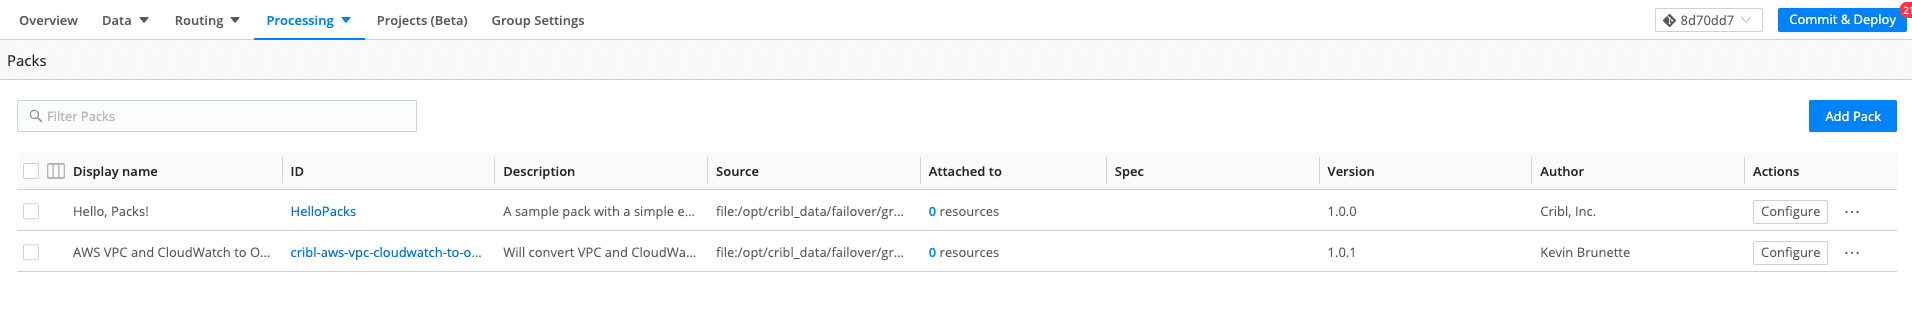 Overview Data Routing Processing Projects (Beta) Group Settings 8d70dd7 Commit & Deploy 21
Packs
Filter Packs Add Pack
Display name ID Description Source Attached to Spec Version Author Actions
Hello, Packs! HelloPacks A sample pack with a simple e... file:/opt/cribl_data/failover/gr... 0 resources 1.0.0 Cribl, Inc. Configure ...
AWS VPC and CloudWatch to O... cribl-aws-vpc-cloudwatch-to-o... Will convert VPC and CloudWa... file:/opt/cribl_data/failover/gr... 0 resources 1.0.1 Kevin Brunette Configure ...